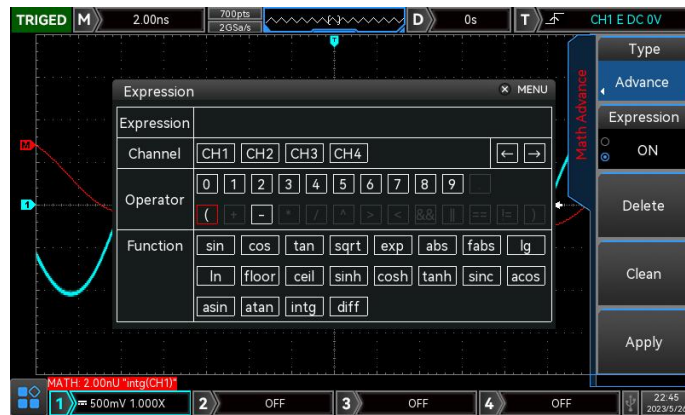 TRIGED M 2.00ns 700pts 2GSa/s D 0s T CH1 E DC 0V
Type
Advance
Math Advance
Expression
ON
Delete
Clean
Apply
Expression MENU
Expression
Channel CH1 CH2 CH3 CH4 ← →
Operator 0 1 2 3 4 5 6 7 8 9 .
( + - * / ^ > < && || == != )
Function sin cos tan sqrt exp abs fabs lg
ln floor ceil sinh cosh tanh sinc acos
asin atan intg diff
M
1
MATH: 2.00nU "intg(CH1)"
1 500mV 1.000X 2 OFF 3 OFF 4 OFF 22:45